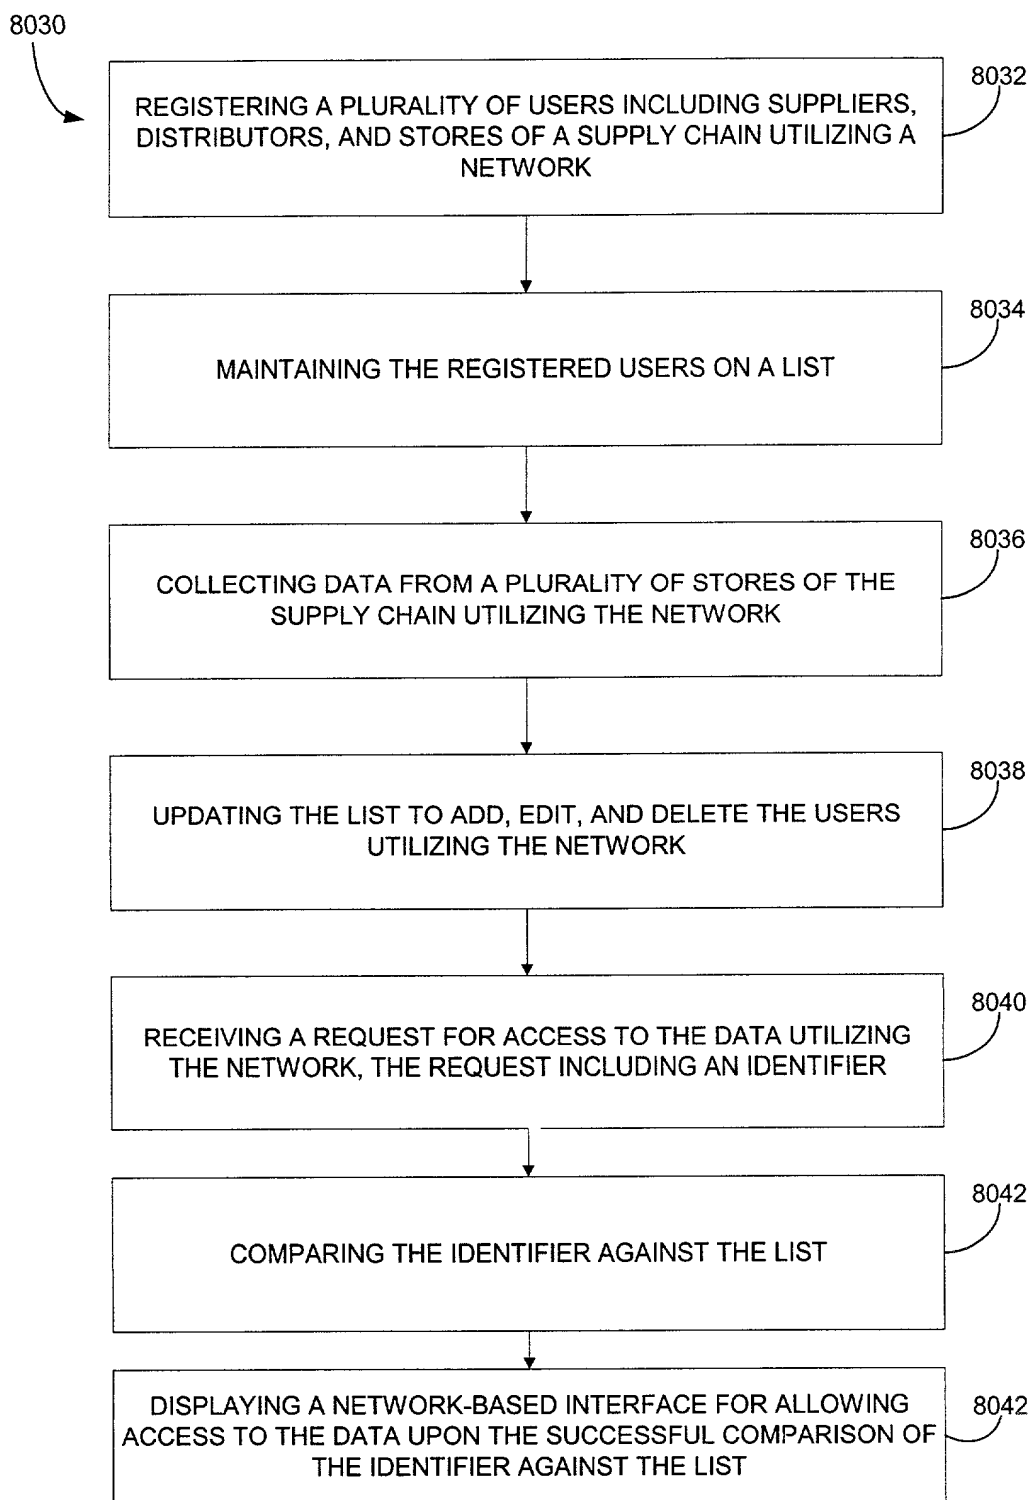 8030
8032
REGISTERING A PLURALITY OF USERS INCLUDING SUPPLIERS,
DISTRIBUTORS, AND STORES OF A SUPPLY CHAIN UTILIZING A
NETWORK
8034
MAINTAINING THE REGISTERED USERS ON A LIST
8036
COLLECTING DATA FROM A PLURALITY OF STORES OF THE
SUPPLY CHAIN UTILIZING THE NETWORK
8038
UPDATING THE LIST TO ADD, EDIT, AND DELETE THE USERS
UTILIZING THE NETWORK
8040
RECEIVING A REQUEST FOR ACCESS TO THE DATA UTILIZING
THE NETWORK, THE REQUEST INCLUDING AN IDENTIFIER
8042
COMPARING THE IDENTIFIER AGAINST THE LIST
8042
DISPLAYING A NETWORK-BASED INTERFACE FOR ALLOWING
ACCESS TO THE DATA UPON THE SUCCESSFUL COMPARISON OF
THE IDENTIFIER AGAINST THE LIST